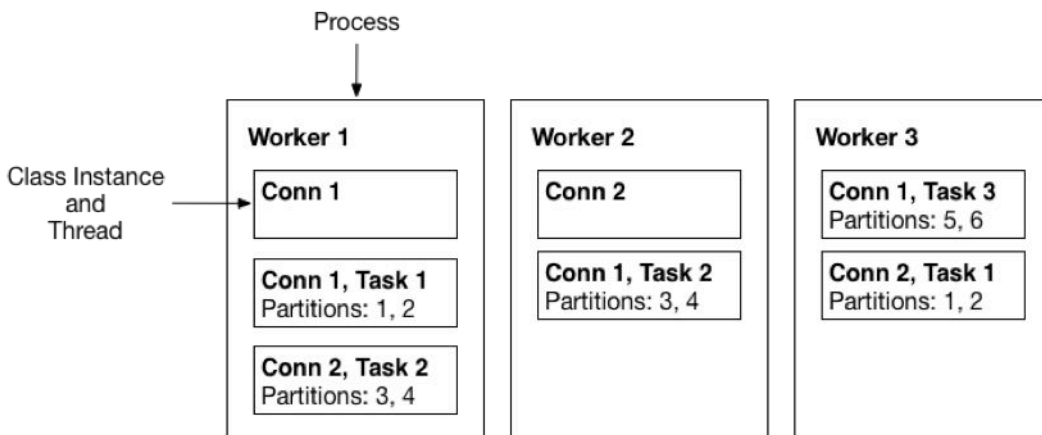 Process
Class Instance
and
Thread
Worker 1
Conn 1
Conn 1, Task 1
Partitions: 1, 2
Conn 2, Task 2
Partitions: 3, 4
Worker 2
Conn 2
Conn 1, Task 2
Partitions: 3, 4
Worker 3
Conn 1, Task 3
Partitions: 5, 6
Conn 2, Task 1
Partitions: 1, 2